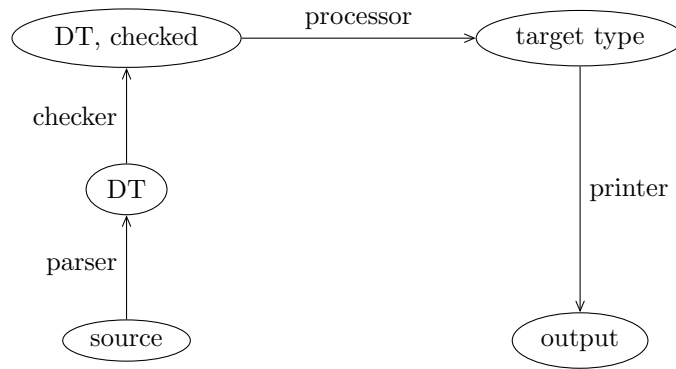 processor
DT, checked
target type
checker
DT
printer
parser
source
output